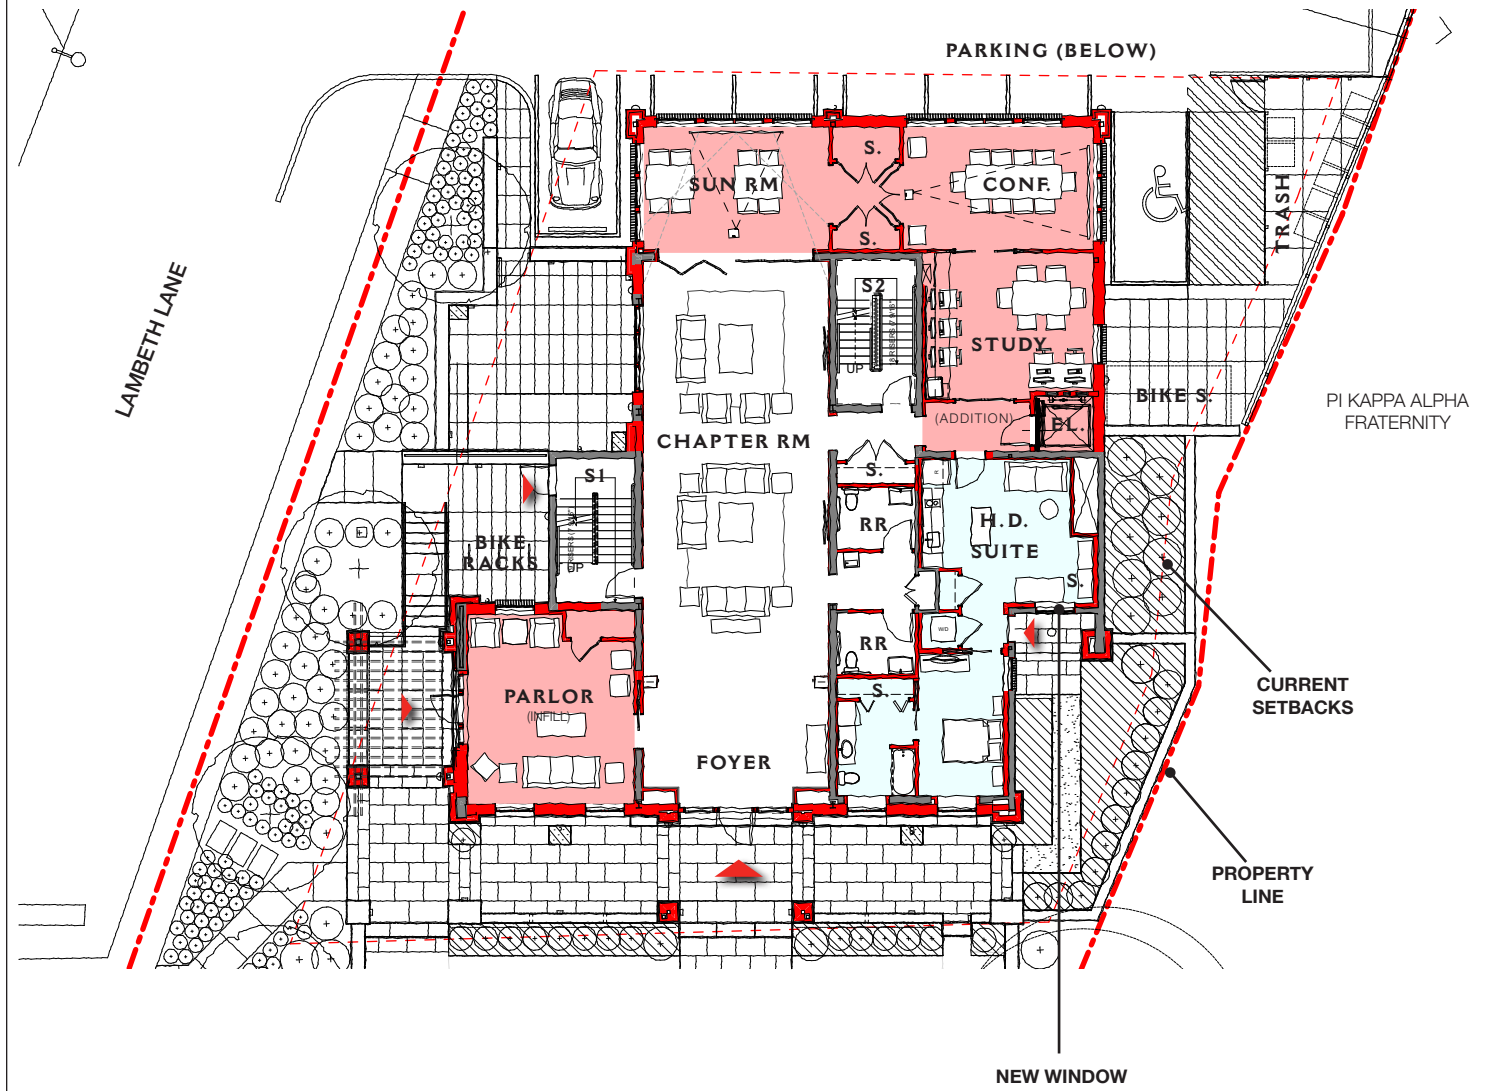 PARKING (BELOW)
S.
SUN RM
CONF.
TRASH
S.
LAMBETH LANE
S2
UP
STUDY
BIKE S.
PI KAPPA ALPHA
FRATERNITY
(ADDITION)
EL.
CHAPTER RM
S.
S1
RR
H.D.
SUITE
BIKE
RACKS
UP
S.
W/D
RR
S.
PARLOR
(INFILL)
FOYER
CURRENT
SETBACKS
PROPERTY
LINE
NEW WINDOW